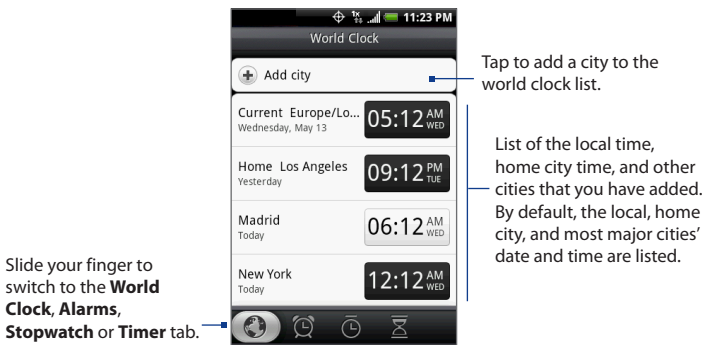 1x 11:23 PM
World Clock
Add city
Current Europe/Lo...
Wednesday, May 13
05:12 AM WED
Home Los Angeles
Yesterday
09:12 PM TUE
Madrid
Today
06:12 AM WED
New York
Today
12:12 AM WED
Tap to add a city to the
world clock list.
List of the local time,
home city time, and other
cities that you have added.
By default, the local, home
city, and most major cities’
date and time are listed.
Slide your finger to
switch to the World
Clock, Alarms,
Stopwatch or Timer tab.